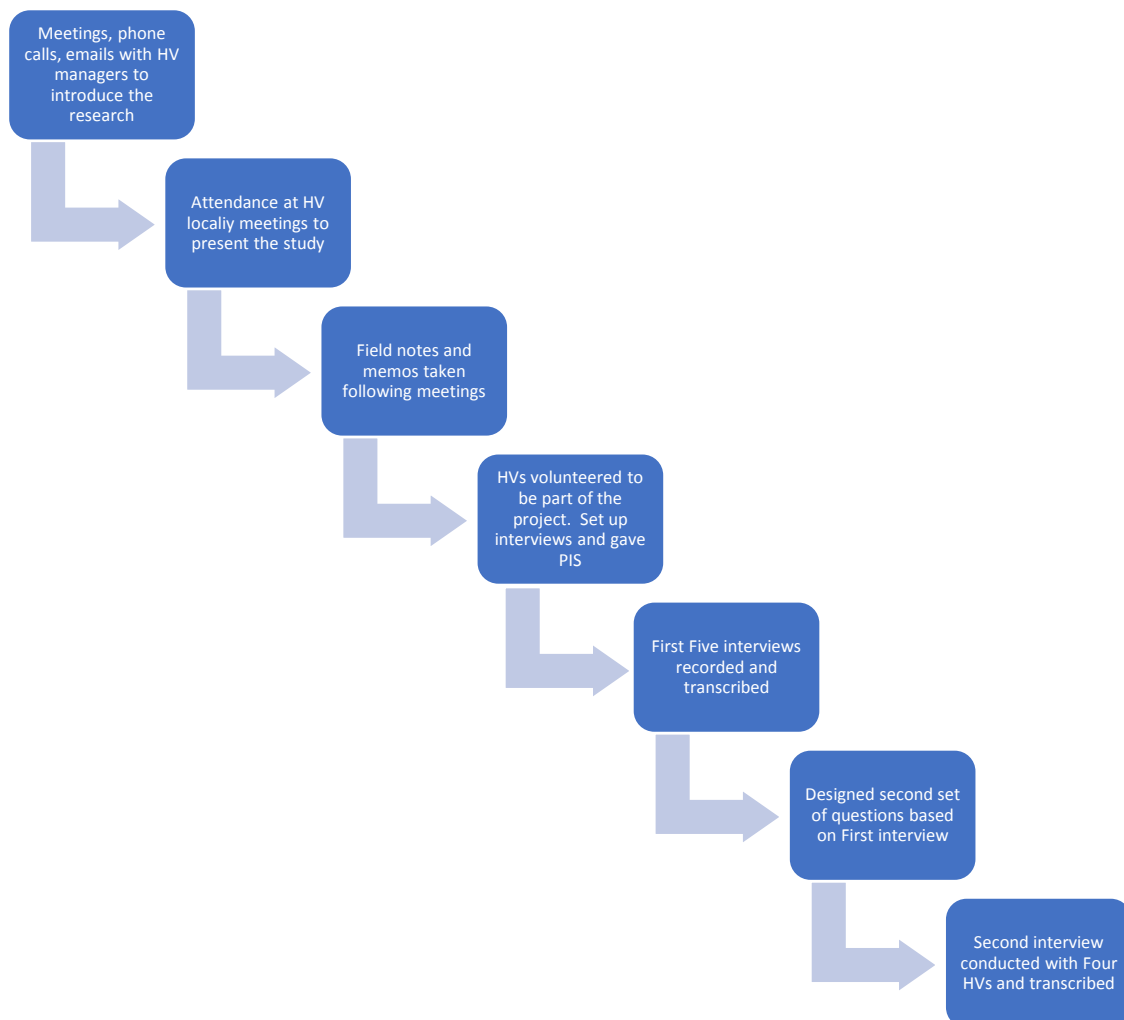 Meetings, phone
calls, emails with HV
managers to
introduce the
research
Attendance at HV
localiy meetings to
present the study
Field notes and
memos taken
following meetings
HVs volunteered to
be part of the
project.  Set up
interviews and gave
PIS
First Five interviews
recorded and
transcribed
Designed second set
of questions based
on First interview
Second interview
conducted with Four
HVs and transcribed